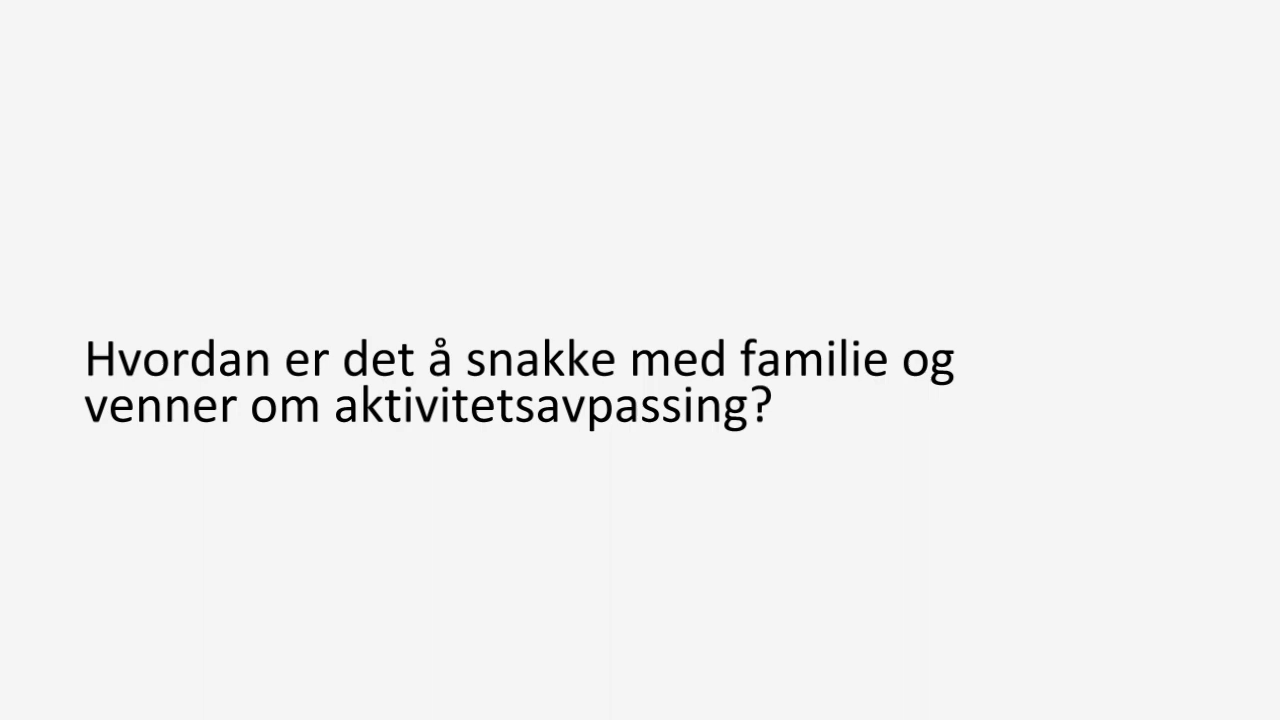 Hvordan er det å snakke med familie og
venner om aktivitetsavpassing?